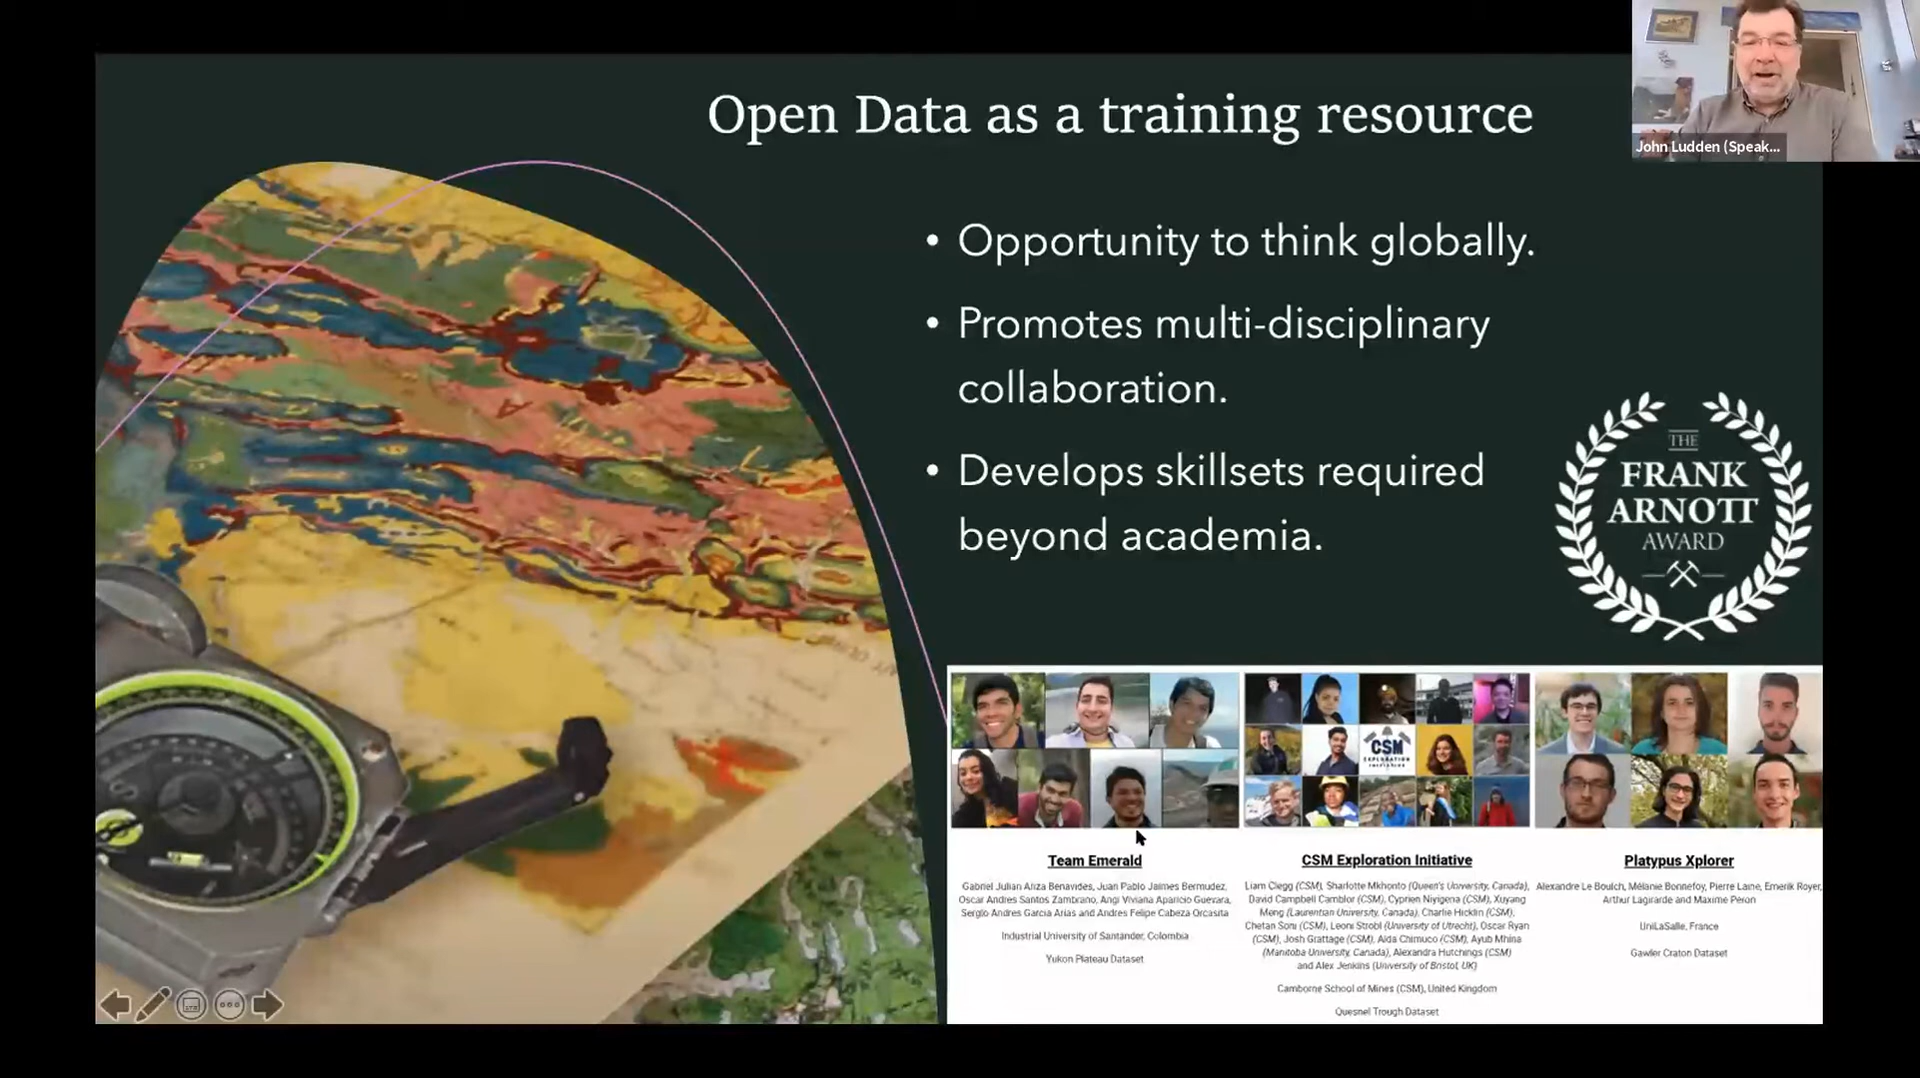 Open Data as a training resource
John Ludden (Speak...
• Opportunity to think globally.
• Promotes multi-disciplinary
collaboration.
• Develops skillsets required
beyond academia.
THE
FRANK
ARNOTT
AWARD
CSM
EXPLORATION
Team Emerald
Gabriel Julian Ariza Benavides, Juan Pablo Jaimes Bermudez,
Oscar Andres Santos Zambrano, Angi Viviana Aparicio Guevara,
Sergio Andres Garcia Arias and Andres Felipe Cabeza Orcasita
Industrial University of Santander, Colombia
Yukon Plateau Dataset
CSM Exploration Initiative
Liam Clegg (CSM), Sharlotte Mkhonto (Queen's University, Canada),
David Campbell Camblor (CSM), Cyprien Niyigena (CSM), Xuyang
Meng (Laurentian University, Canada), Charlie Hicklin (CSM),
Chetan Soni (CSM), Leoni Strobl (University of Utrecht), Oscar Ryan
(CSM), Josh Grattage (CSM), Aida Chimuco (CSM), Ayub Mhina
(Manitoba University, Canada), Alexandra Hutchings (CSM)
and Alex Jenkins (University of Bristol, UK)
Camborne School of Mines (CSM), United Kingdom
Quesnel Trough Dataset
Platypus Xplorer
Alexandre Le Boulch, Mélanie Bonnefoy, Pierre Laine, Emerik Royer,
Arthur Lagirarde and Maxime Peron
UniLaSalle, France
Gawler Craton Dataset